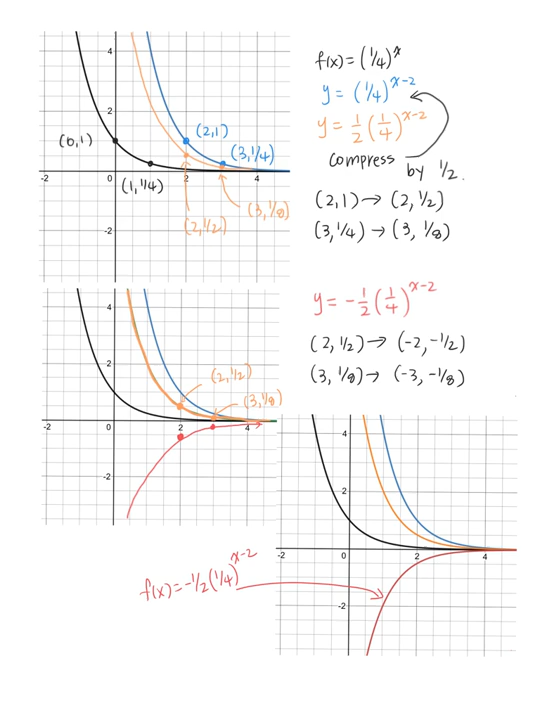 f(x) = (1/4)^x
y = (1/4)^x-2
y = 1/2 (1/4)^x-2
compress by 1/2.
(2,1) → (2, 1/2)
(3, 1/4) → (3, 1/8)
4
2
(0,1)
(2,1)
(3, 1/4)
-2
0
2
4
(1, 1/4)
(2, 1/2)
(3, 1/8)
-2
y = -1/2 (1/4)^x-2
(2, 1/2) → (-2, -1/2)
(3, 1/8) → (-3, -1/8)
4
2
(2, 1/2)
(3, 1/8)
-2
0
2
4
-2
4
2
-2
0
2
4
-2
f(x) = -1/2 (1/4)^x-2